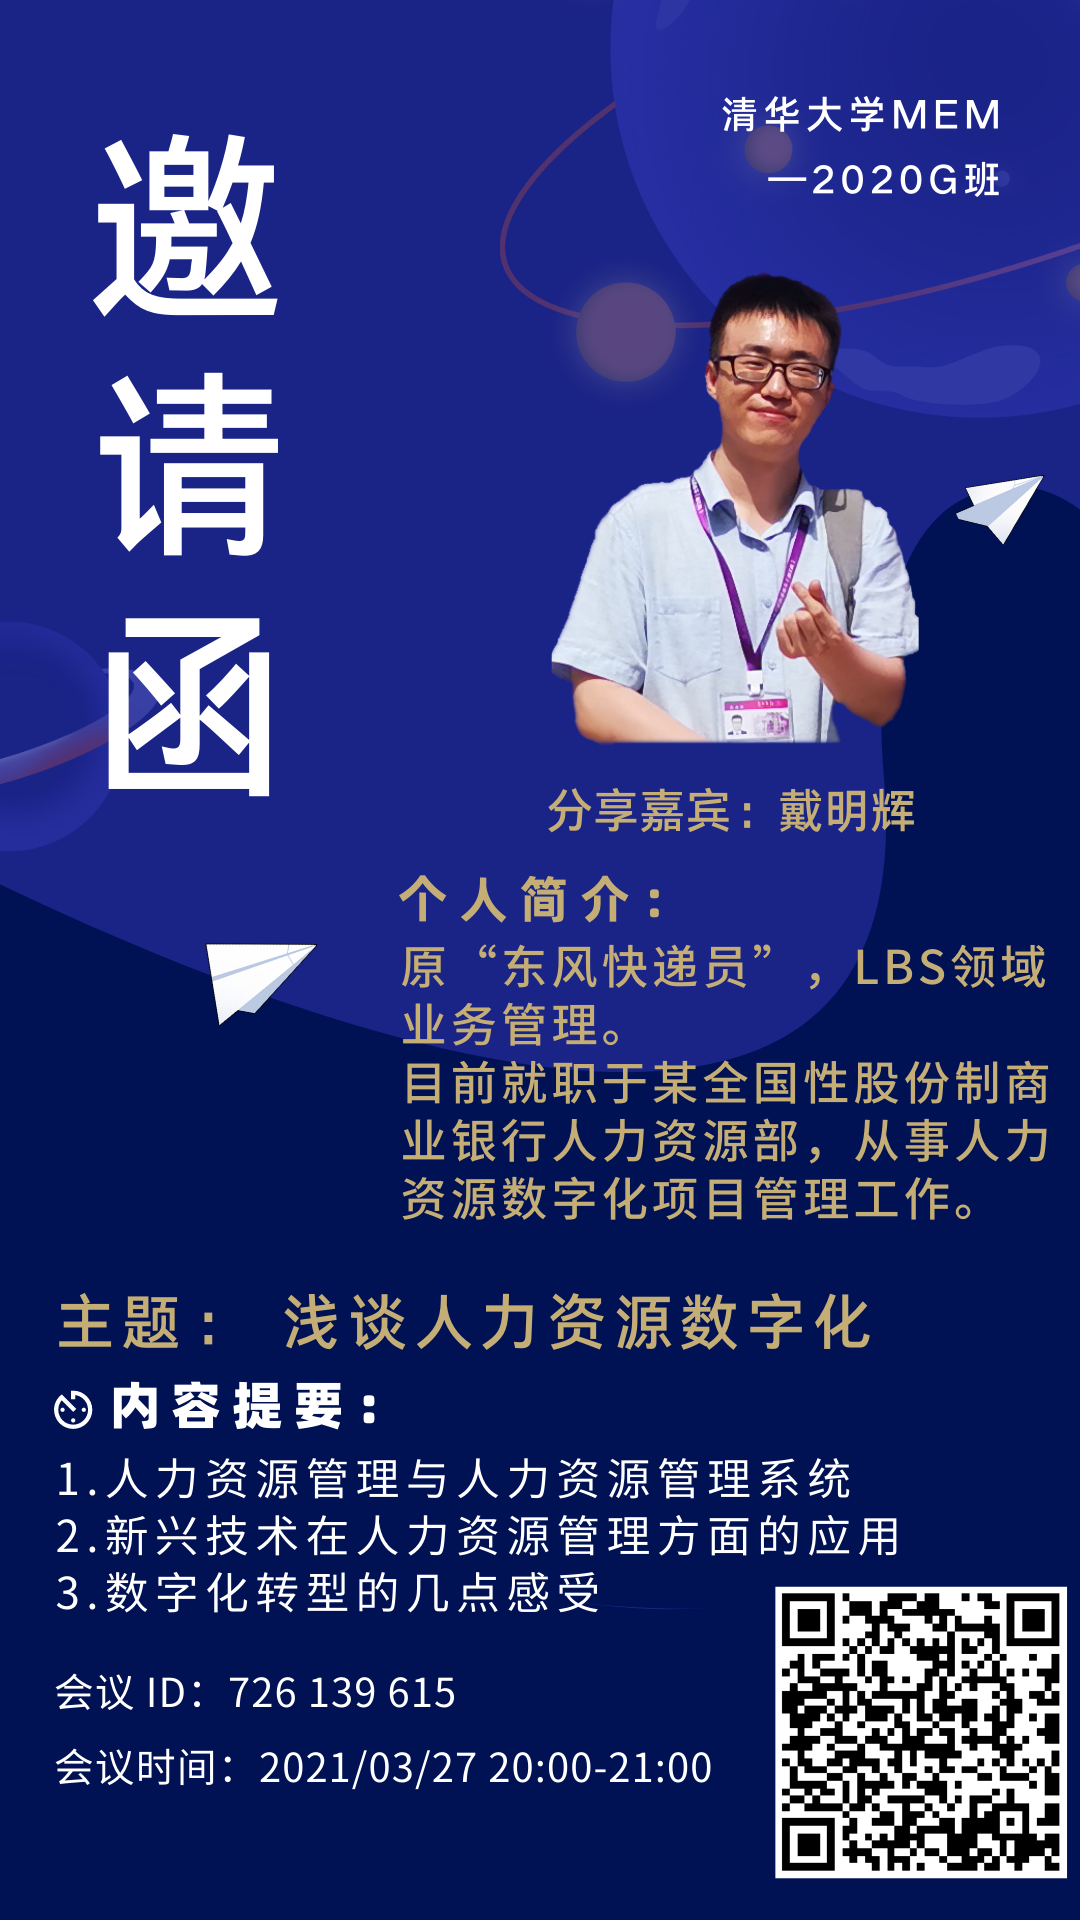 清华大学MEM
—2020G班
邀
请
函
分享嘉宾：戴明辉
个人简介：
原“东风快递员”，LBS领域
业务管理。
目前就职于某全国性股份制商
业银行人力资源部，从事人力
资源数字化项目管理工作。
主题： 浅谈人力资源数字化
内容提要：
1.人力资源管理与人力资源管理系统
2.新兴技术在人力资源管理方面的应用
3.数字化转型的几点感受
会议 ID：726 139 615
会议时间：2021/03/27 20:00-21:00